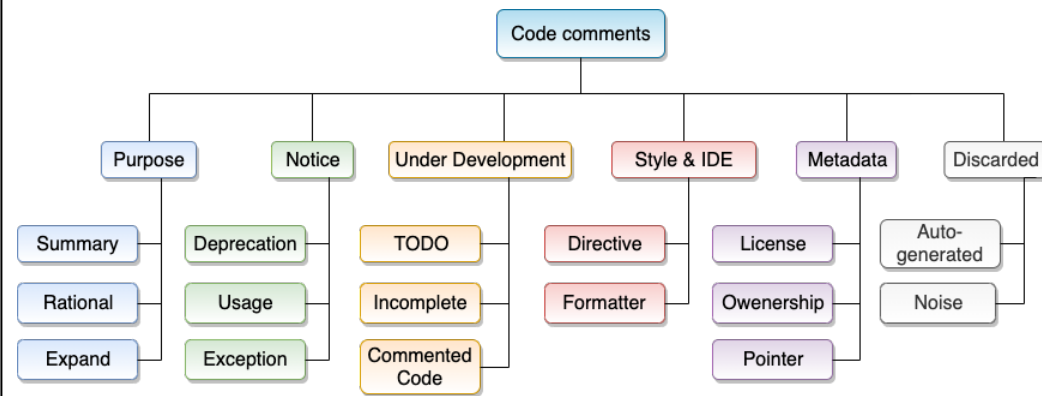 Code comments
Purpose
Notice
Under Development
Style & IDE
Metadata
Discarded
Summary
Deprecation
TODO
Directive
License
Auto-
generated
Rational
Usage
Incomplete
Formatter
Owenership
Noise
Expand
Exception
Commented
Code
Pointer